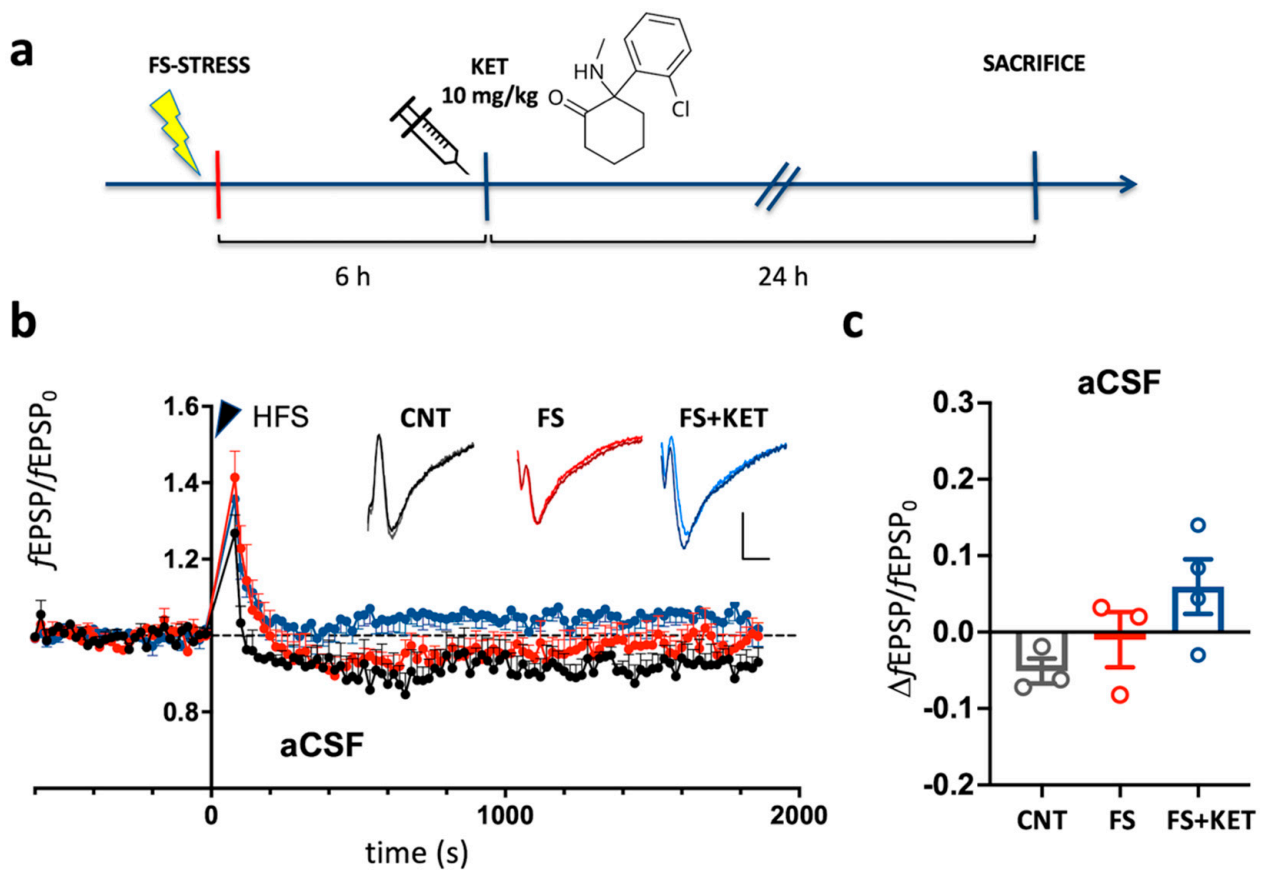 a
FS-STRESS
KET
10 mg/kg
HN
O
Cl
SACRIFICE
6 h
24 h
b
fEPSP/fEPSP0
1.6
1.4
1.2
0.8
HFS
CNT
FS
FS+KET
aCSF
0
1000
2000
time (s)
c
aCSF
ΔfEPSP/fEPSP0
0.3
0.2
0.1
0.0
-0.1
-0.2
CNT
FS
FS+KET